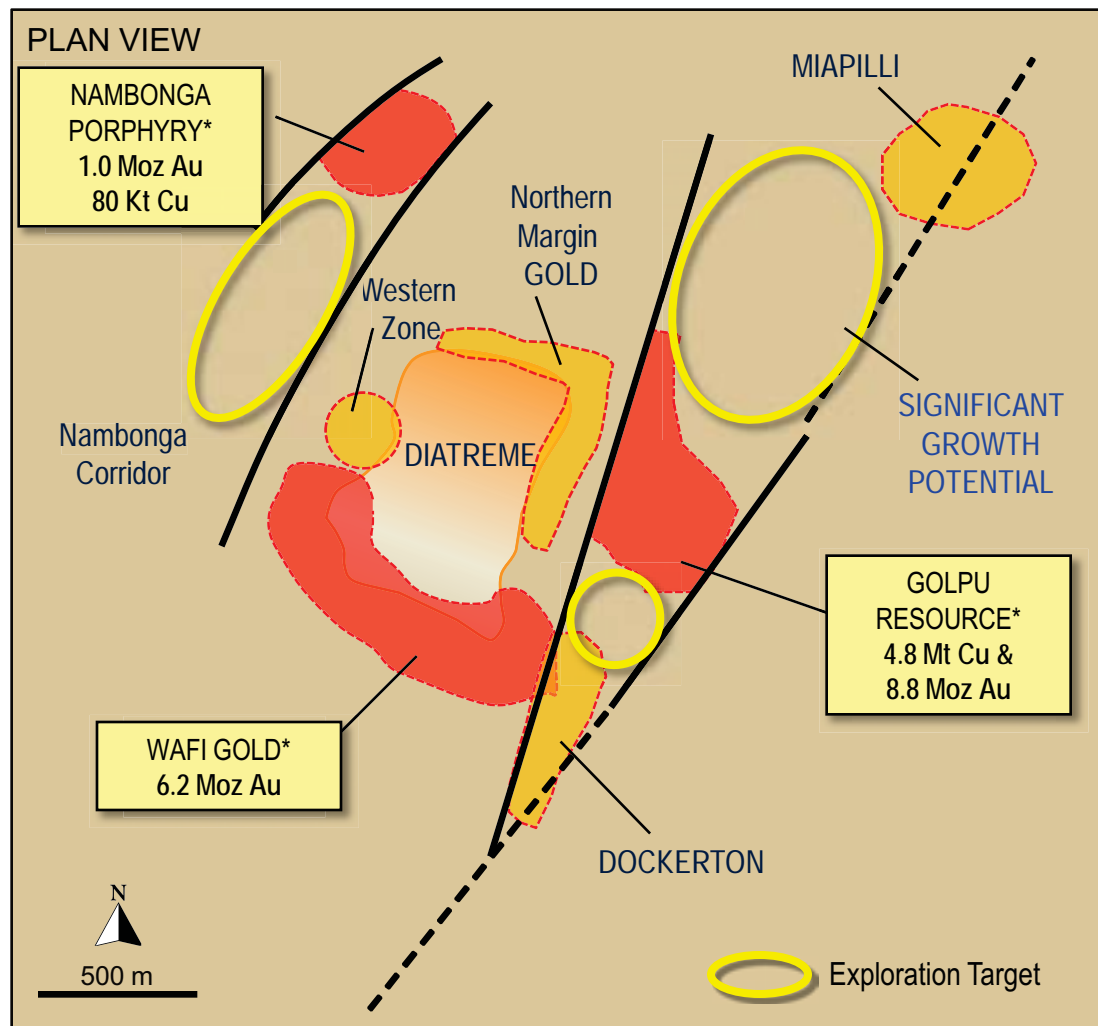 PLAN VIEW
NAMBONGA
PORPHYRY*
1.0 Moz Au
80 Kt Cu
MIAPILLI
Northern
Margin
GOLD
Western
Zone
Nambonga
Corridor
DIATREME
SIGNIFICANT
GROWTH
POTENTIAL
GOLPU
RESOURCE*
4.8 Mt Cu &
8.8 Moz Au
WAFI GOLD*
6.2 Moz Au
DOCKERTON
N
500 m
Exploration Target